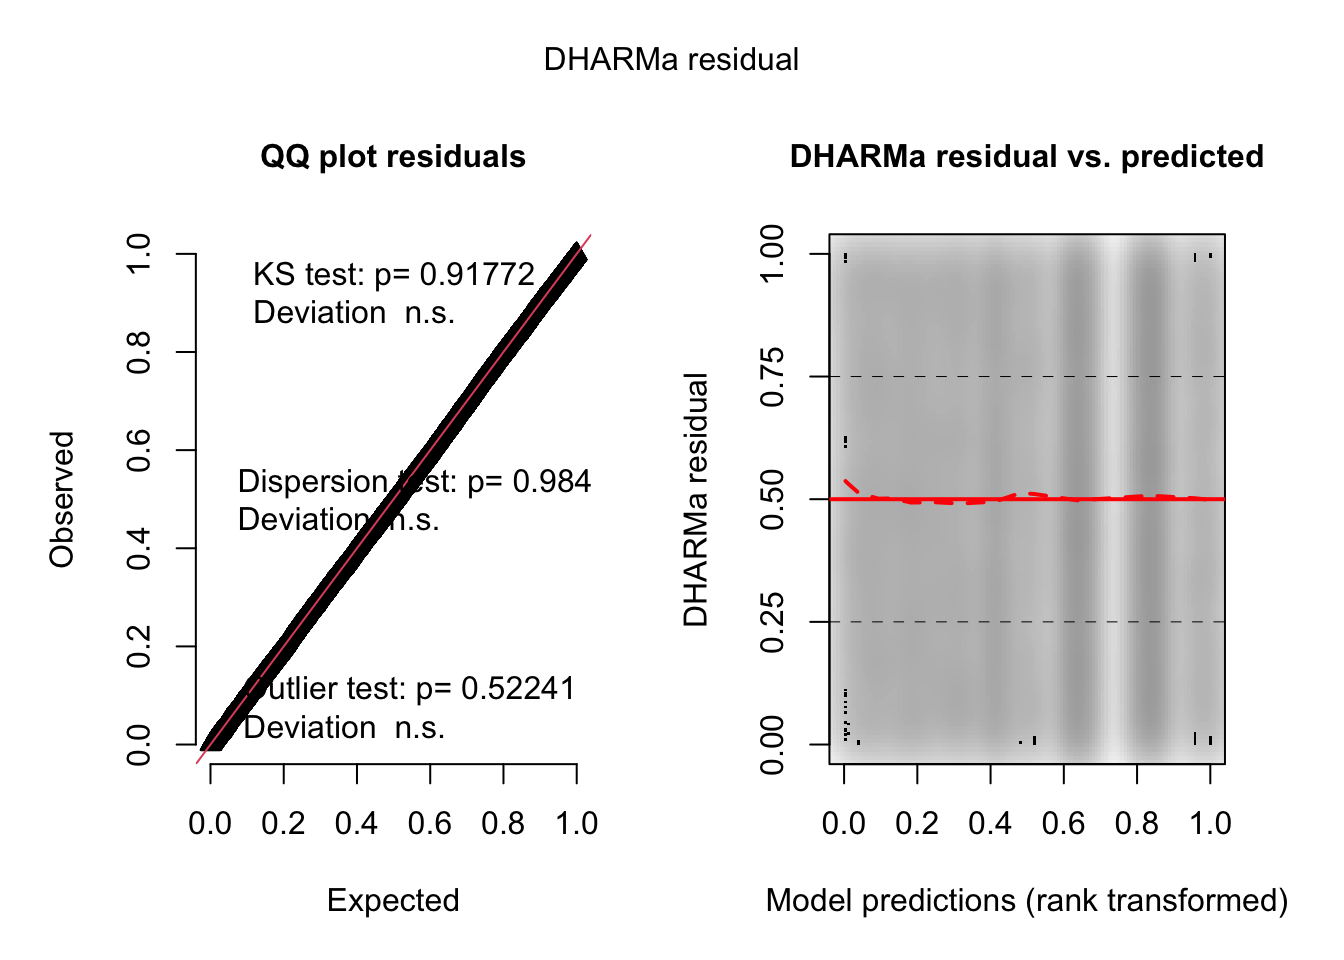 DHARMa residual
QQ plot residuals
KS test: p= 0.91772
Deviation  n.s.
Dispersion test: p= 0.984
Deviation  n.s.
Outlier test: p= 0.52241
Deviation  n.s.
Observed
0.0 0.2 0.4 0.6 0.8 1.0
0.0 0.2 0.4 0.6 0.8 1.0
Expected
DHARMa residual vs. predicted
DHARMa residual
0.00 0.25 0.50 0.75 1.00
0.0 0.2 0.4 0.6 0.8 1.0
Model predictions (rank transformed)